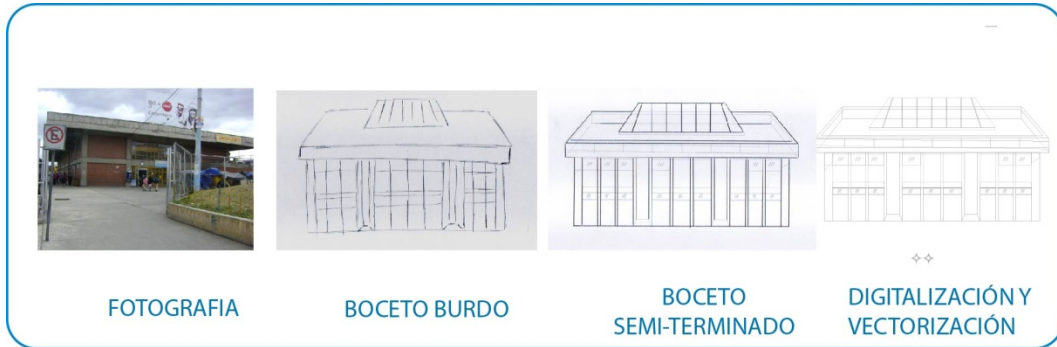 FOTOGRAFIA
BOCETO BURDO
BOCETO
SEMI-TERMINADO
DIGITALIZACIÓN Y
VECTORIZACIÓN